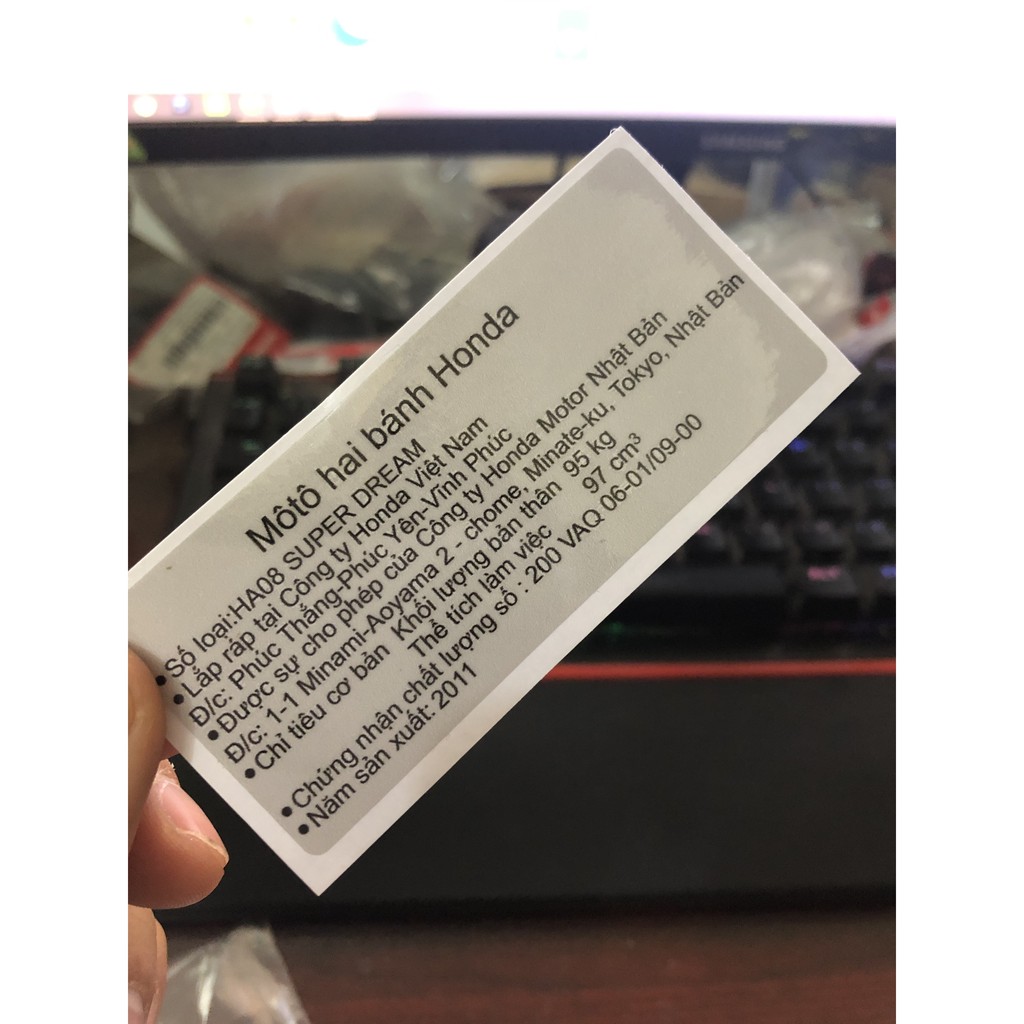 SAMSUNG
Môtô hai bánh Honda
• Số loại:HA08 SUPER DREAM
• Lắp ráp tại Công ty Honda Việt Nam
Đ/c: Phúc Thắng-Phúc Yên-Vĩnh Phúc
• Được sự cho phép của Công ty Honda Motor Nhật Bản
Đ/c: 1-1 Minami-Aoyama 2 - chome, Minate-ku, Tokyo, Nhật Bản
• Chỉ tiêu cơ bản Khối lượng bản thân 95 kg
Thể tích làm việc 97 cm³
• Chứng nhận chất lượng số : 200 VAQ 06-01/09-00
• Năm sản xuất: 2011